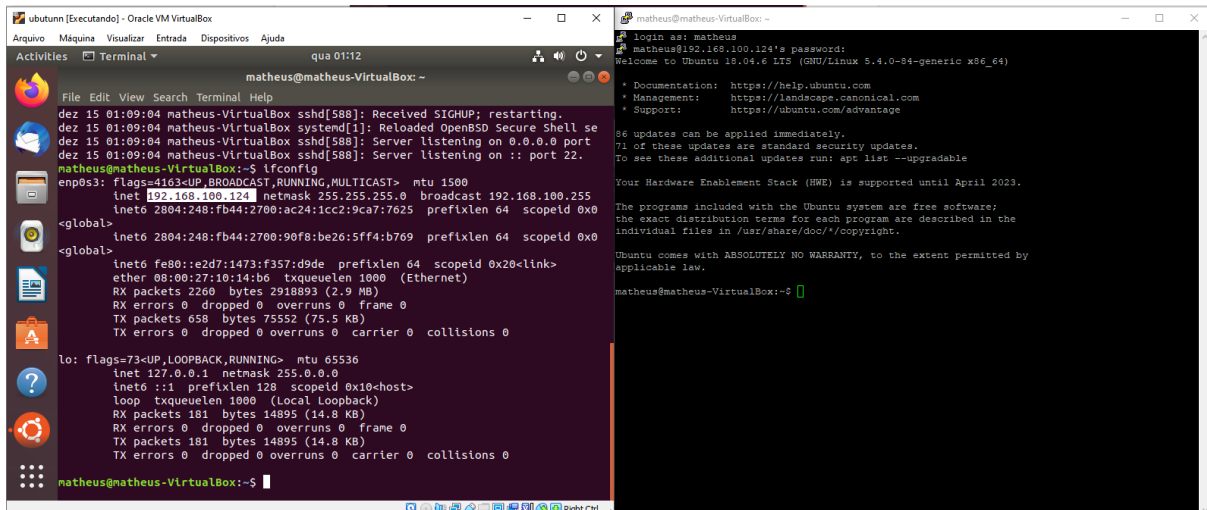 ubutunn [Executando] - Oracle VM VirtualBox
Arquivo Máquina Visualizar Entrada Dispositivos Ajuda
Activities Terminal qua 01:12
matheus@matheus-VirtualBox: ~
File Edit View Search Terminal Help
dez 15 01:09:04 matheus-VirtualBox sshd[588]: Received SIGHUP; restarting.
dez 15 01:09:04 matheus-VirtualBox systemd[1]: Reloaded OpenBSD Secure Shell se
dez 15 01:09:04 matheus-VirtualBox sshd[588]: Server listening on 0.0.0.0 port
dez 15 01:09:04 matheus-VirtualBox sshd[588]: Server listening on :: port 22.
matheus@matheus-VirtualBox:~$ ifconfig
enp0s3: flags=4163<UP,BROADCAST,RUNNING,MULTICAST> mtu 1500
inet 192.168.100.124 netmask 255.255.255.0 broadcast 192.168.100.255
inet6 2804:248:fb44:2700:ac24:1cc2:9ca7:7625 prefixlen 64 scopeid 0x0
<global>
inet6 2804:248:fb44:2700:90f8:be26:5ff4:b769 prefixlen 64 scopeid 0x0
<global>
inet6 fe80::e2d7:1473:f357:d9de prefixlen 64 scopeid 0x20<link>
ether 08:00:27:10:14:b6 txqueuelen 1000 (Ethernet)
RX packets 2260 bytes 2918893 (2.9 MB)
RX errors 0 dropped 0 overruns 0 frame 0
TX packets 658 bytes 75552 (75.5 KB)
TX errors 0 dropped 0 overruns 0 carrier 0 collisions 0
lo: flags=73<UP,LOOPBACK,RUNNING> mtu 65536
inet 127.0.0.1 netmask 255.0.0.0
inet6 ::1 prefixlen 128 scopeid 0x10<host>
loop txqueuelen 1000 (Local Loopback)
RX packets 181 bytes 14895 (14.8 KB)
RX errors 0 dropped 0 overruns 0 frame 0
TX packets 181 bytes 14895 (14.8 KB)
TX errors 0 dropped 0 overruns 0 carrier 0 collisions 0
matheus@matheus-VirtualBox:~$
Right Ctrl
matheus@matheus-VirtualBox: ~
login as: matheus
matheus@192.168.100.124's password:
Welcome to Ubuntu 18.04.6 LTS (GNU/Linux 5.4.0-84-generic x86_64)
* Documentation: https://help.ubuntu.com
* Management: https://landscape.canonical.com
* Support: https://ubuntu.com/advantage
86 updates can be applied immediately.
71 of these updates are standard security updates.
To see these additional updates run: apt list --upgradable
Your Hardware Enablement Stack (HWE) is supported until April 2023.
The programs included with the Ubuntu system are free software;
the exact distribution terms for each program are described in the
individual files in /usr/share/doc/*/copyright.
Ubuntu comes with ABSOLUTELY NO WARRANTY, to the extent permitted by
applicable law.
matheus@matheus-VirtualBox:~$